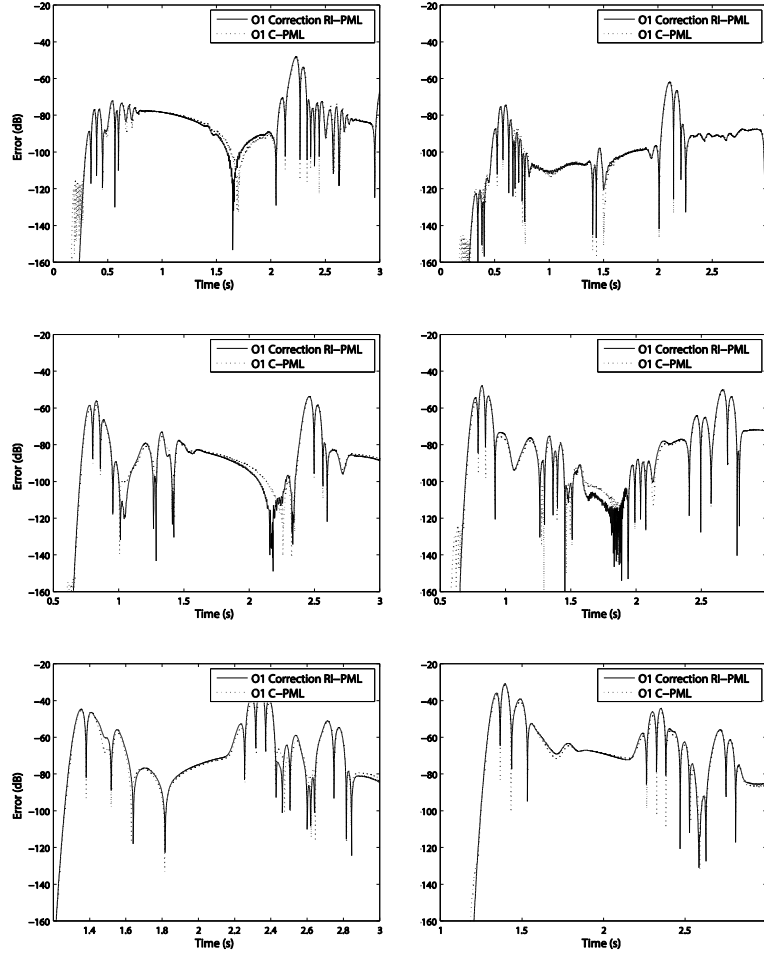 O1 Correction RI−PML
O1 C−PML
Error (dB)
−20
−40
−60
−80
−100
−120
−140
−160
0 0.5 1 1.5 2 2.5 3
Time (s)
O1 Correction RI−PML
O1 C−PML
−20
−40
−60
−80
−100
−120
−140
−160
0 0.5 1 1.5 2 2.5
Time (s)
O1 Correction RI−PML
O1 C−PML
Error (dB)
−20
−40
−60
−80
−100
−120
−140
−160
0.5 1 1.5 2 2.5 3
Time (s)
O1 Correction RI−PML
O1 C−PML
−20
−40
−60
−80
−100
−120
−140
−160
0.5 1 1.5 2 2.5
Time (s)
O1 Correction RI−PML
O1 C−PML
Error (dB)
−20
−40
−60
−80
−100
−120
−140
−160
1.4 1.6 1.8 2 2.2 2.4 2.6 2.8 3
Time (s)
O1 Correction RI−PML
O1 C−PML
−20
−40
−60
−80
−100
−120
−140
−160
1 1.5 2 2.5
Time (s)